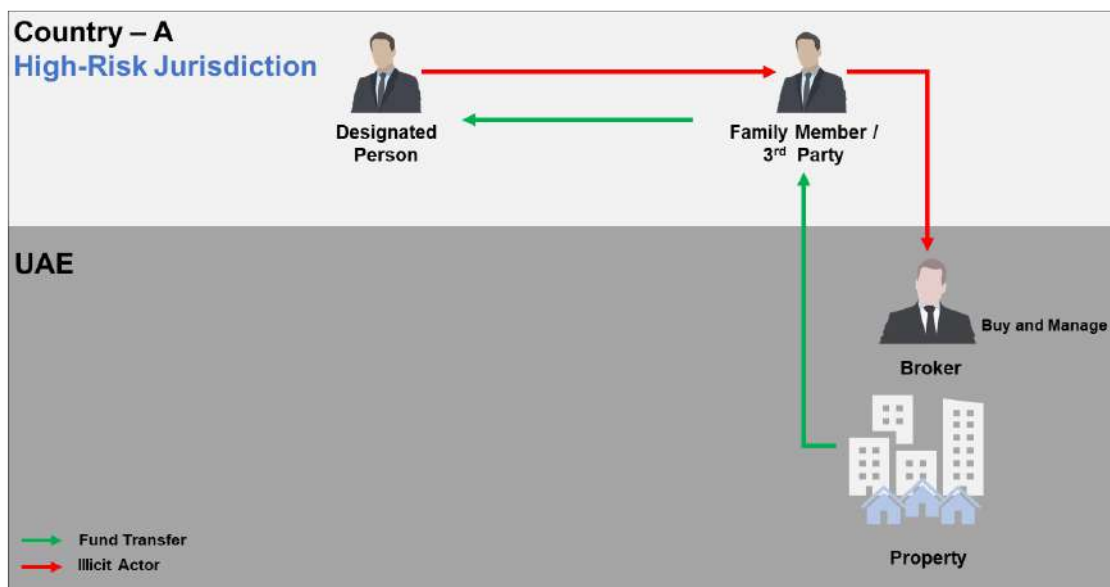 Country – A
High-Risk Jurisdiction
Designated
Person
Family Member /
3rd Party
UAE
Buy and Manage
Broker
Property
Fund Transfer
Illicit Actor